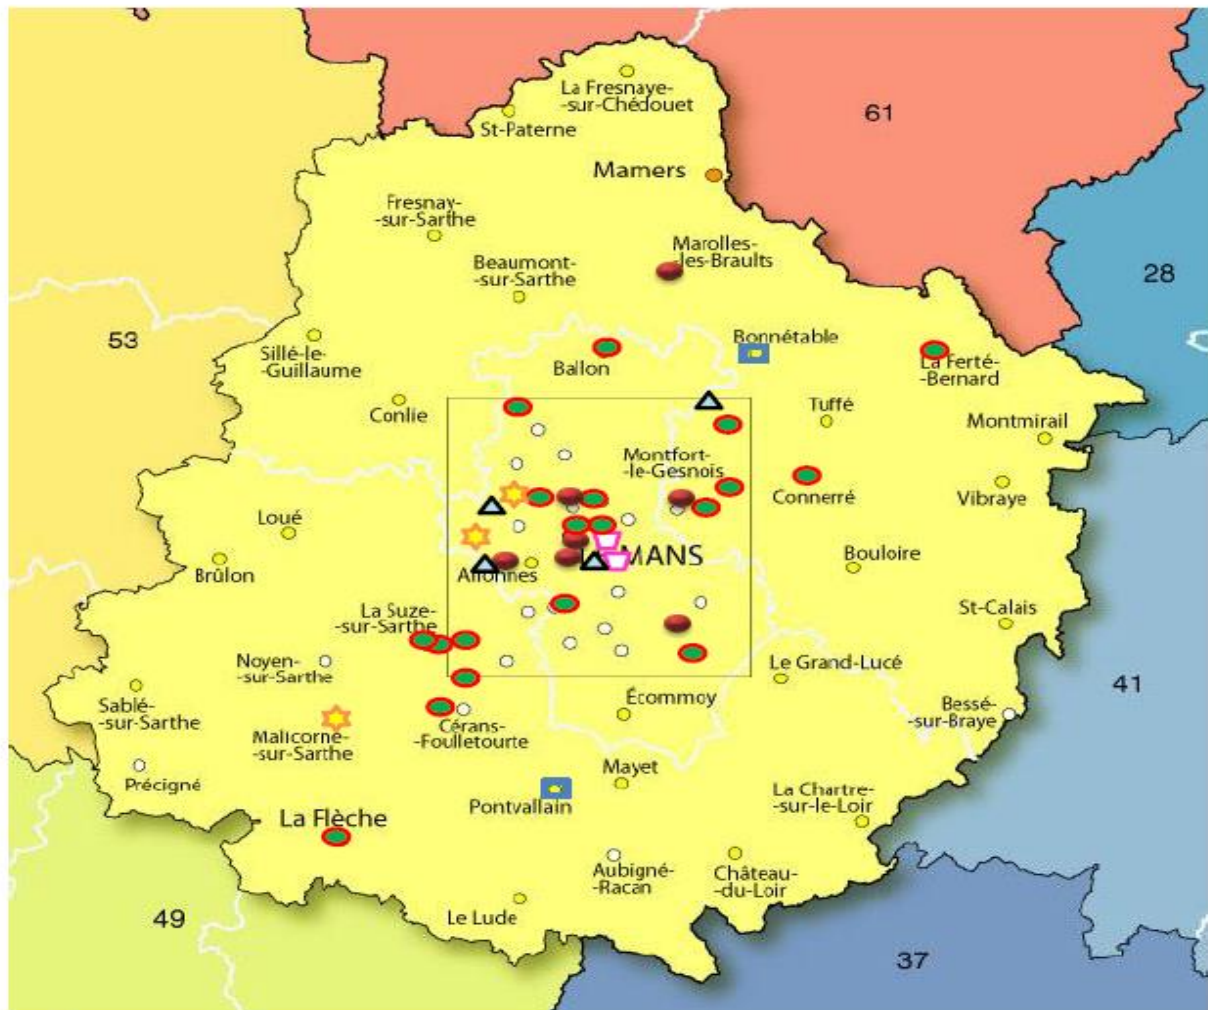 La Fresnaye-
-sur-Chédouet
61
St-Paterne
Mamers
Fresnay-
-sur-Sarthe
Marolles-
-les-Braults
Beaumont-
-sur-Sarthe
28
53
Bonnétable
Sillé-le-
-Guillaume
Ballon
La Ferté-
-Bernard
Conlie
Tuffé
Montmirail
Montfort-
-le-Gesnois
Connerré
Vibraye
Loué
MANS
Bouloire
Brûlon
Allonnes
La Suze-
-sur-Sarthe
St-Calais
Noyen-
-sur-Sarthe
Le Grand-Lucé
41
Sablé-
-sur-Sarthe
Écommoy
Bessé-
-sur-Braye
Malicorne-
-sur-Sarthe
Cérans-
-Foulletourte
Précigné
Mayet
Pontvallain
La Chartre-
-sur-le-Loir
La Flèche
Aubigné-
-Racan
Château-
-du-Loir
Le Lude
49
37